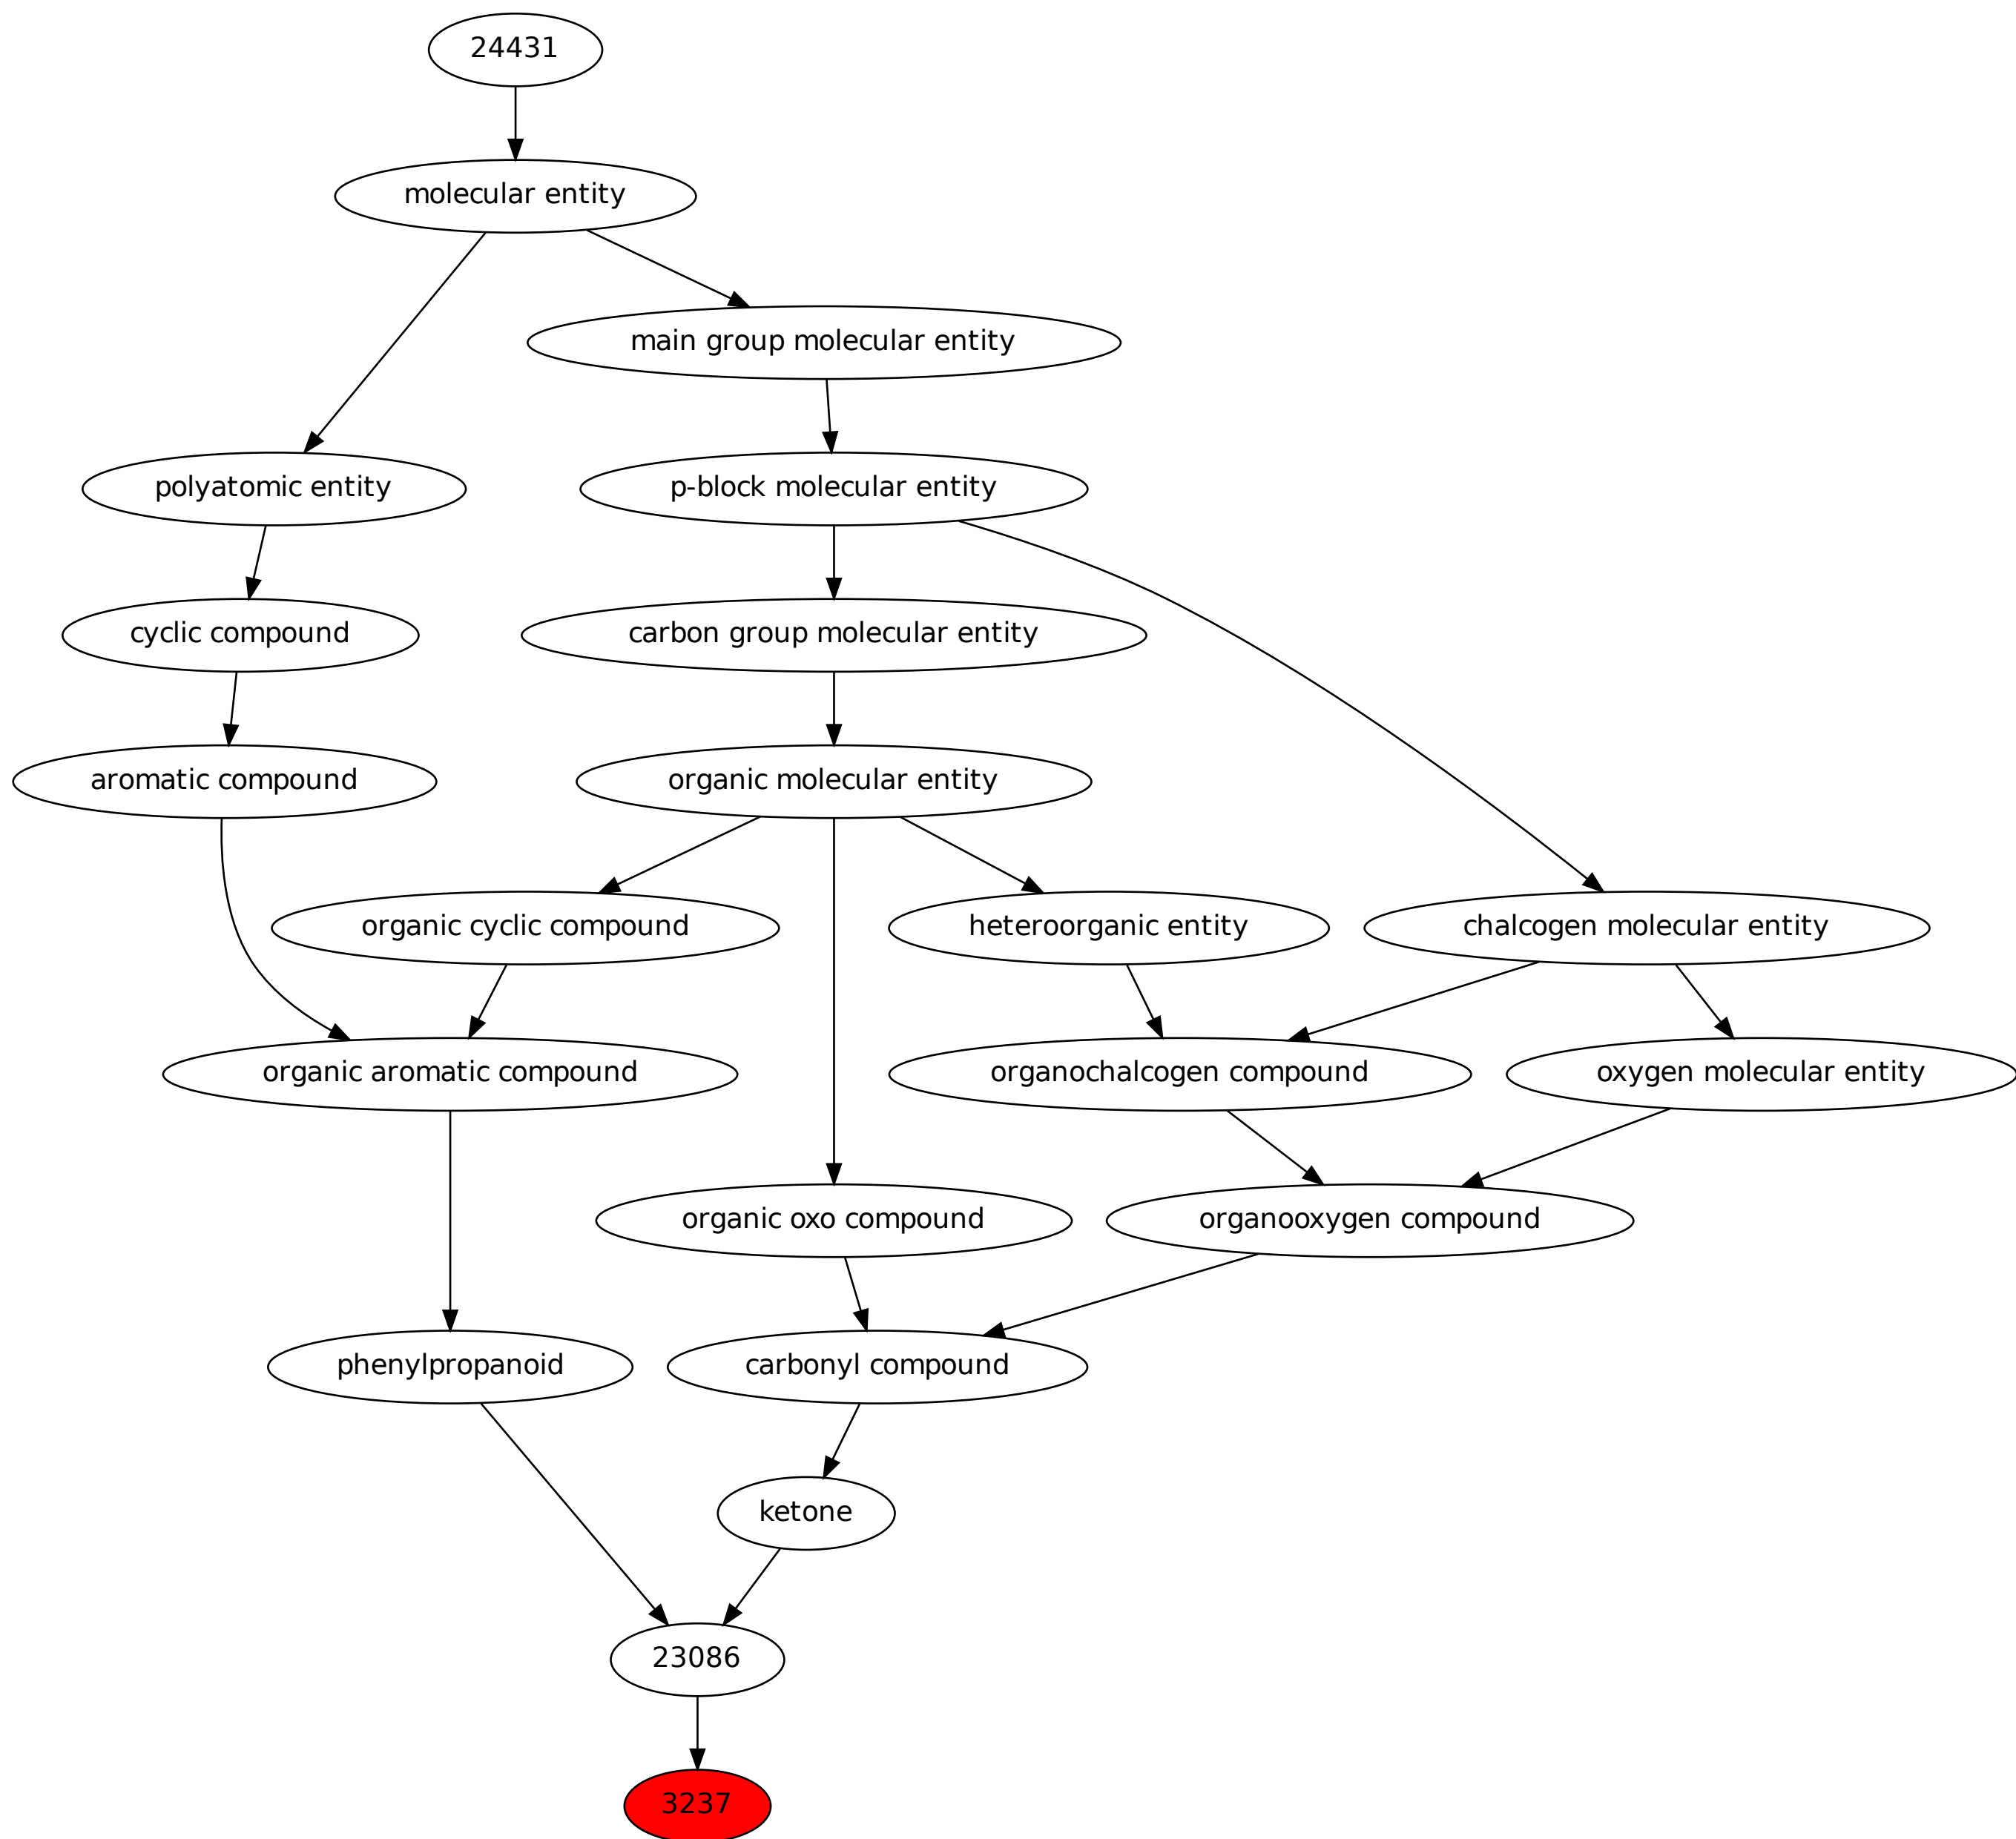 24431
molecular entity
main group molecular entity
polyatomic entity
p-block molecular entity
cyclic compound
carbon group molecular entity
aromatic compound
organic molecular entity
organic cyclic compound
heteroorganic entity
chalcogen molecular entity
organic aromatic compound
organochalcogen compound
oxygen molecular entity
organic oxo compound
organooxygen compound
phenylpropanoid
carbonyl compound
ketone
23086
3237